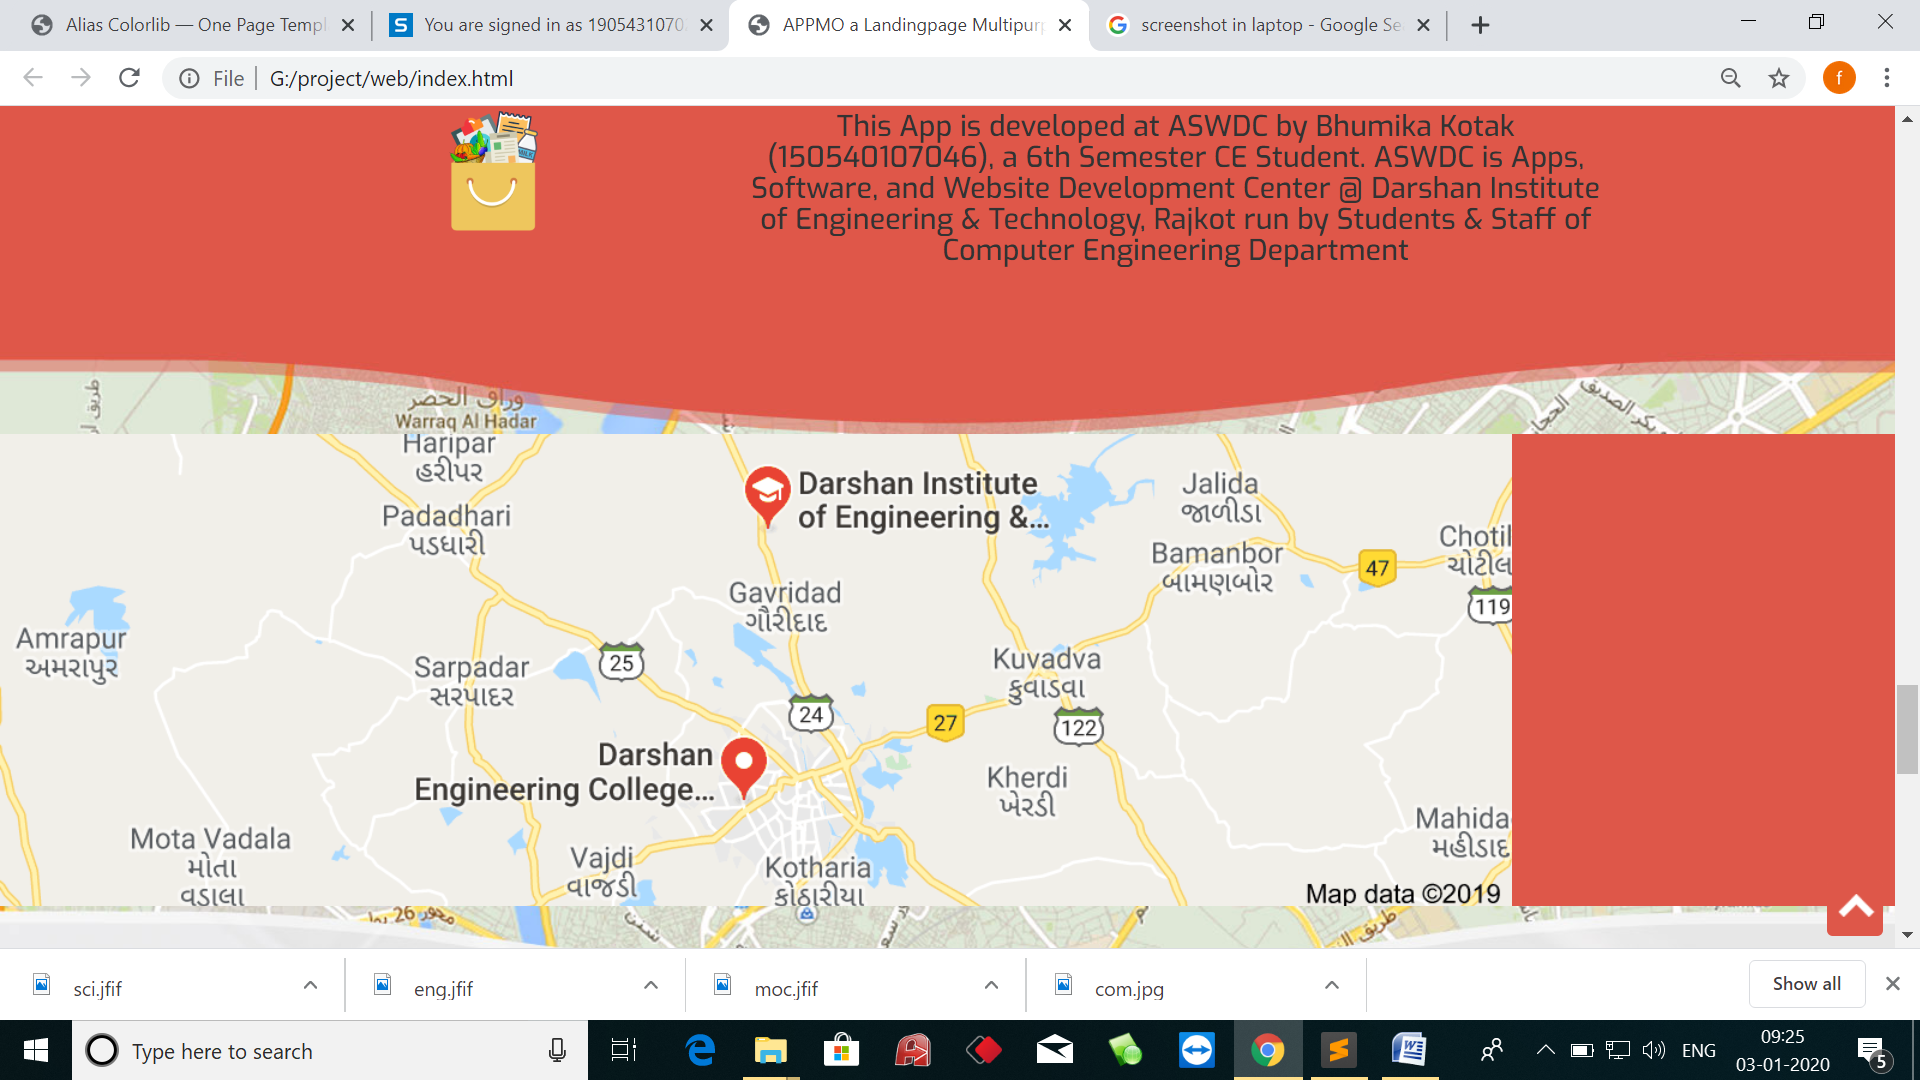 Alias Colorlib — One Page Templ
You are signed in as 1905431070
APPMO a Landingpage Multipur
screenshot in laptop - Google Se
File
G:/project/web/index.html
f
This App is developed at ASWDC by Bhumika Kotak
(150540107046), a 6th Semester CE Student. ASWDC is Apps,
Software, and Website Development Center @ Darshan Institute
of Engineering & Technology, Rajkot run by Students & Staff of
Computer Engineering Department
وراق الحضر
Warraq Al Hadar
Haripar
હરીપર
Darshan Institute
of Engineering &...
Jalida
જાળીડા
Padadhari
પડધારી
Chotil
ચોટીલ
Bamanbor
બામણબોર
47
119
Gavridad
ગૌરીદાદ
Amrapur
અમરાપુર
Sarpadar
સરપાદર
25
Kuvadva
કુવાડવા
24
27
122
Darshan
Engineering College...
Kherdi
ખેરડી
Mahida
મહીડાદ
Mota Vadala
મોતા
વડાલા
Vajdi
વાજડી
Kotharia
કોઠારીયા
Map data ©2019
محور 26
sci.jfif
eng.jfif
moc.jfif
com.jpg
Show all
Type here to search
ENG
09:25
03-01-2020
5